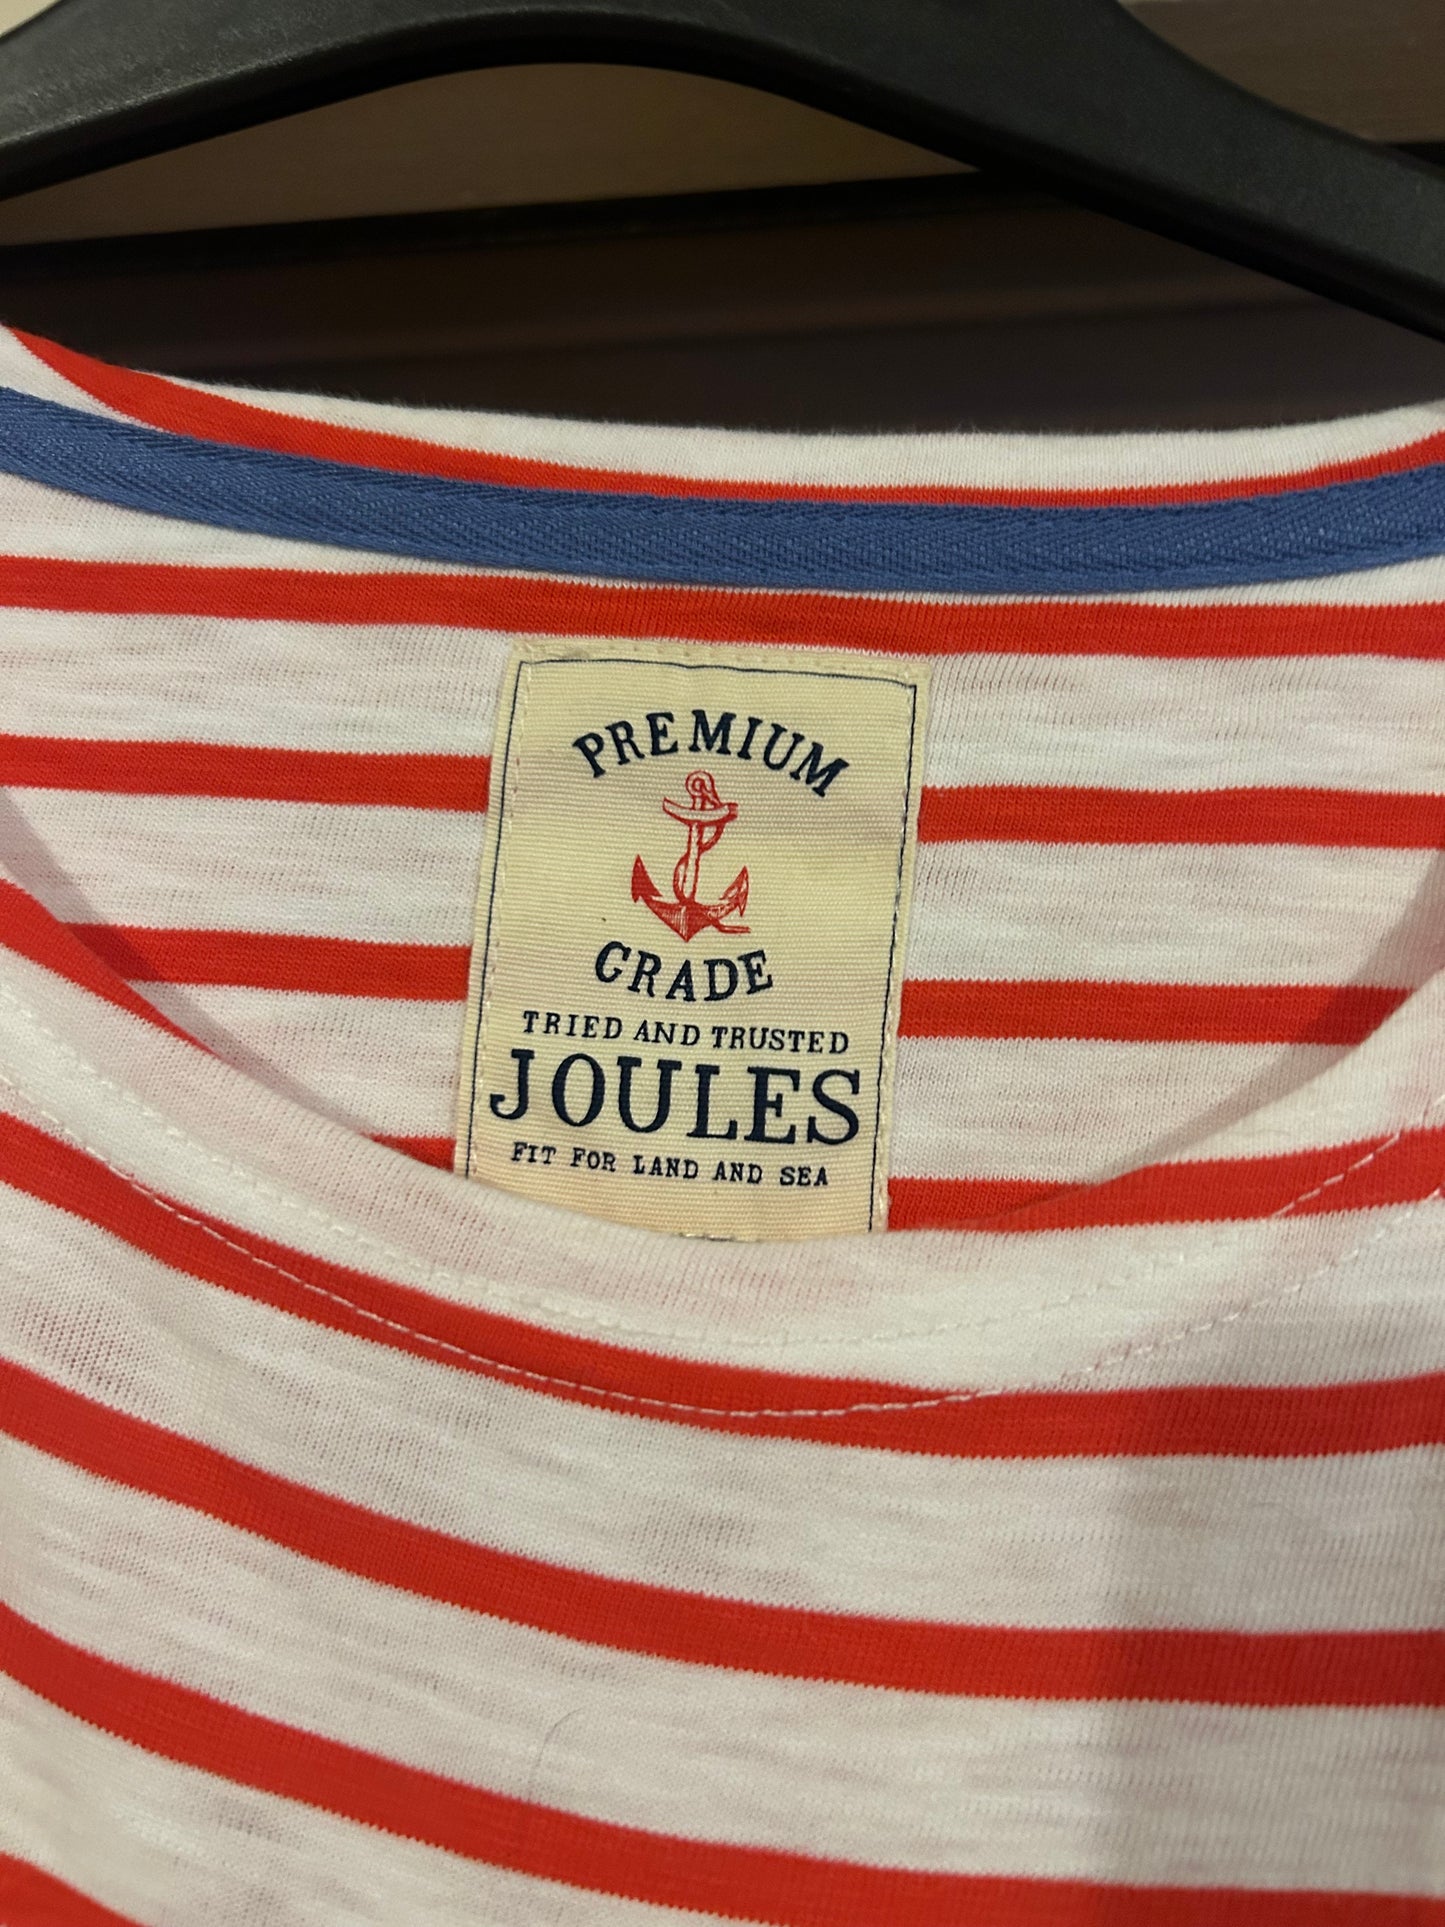 PREMIUM
GRADE
TRIED AND TRUSTED
JOULES
FIT FOR LAND AND SEA